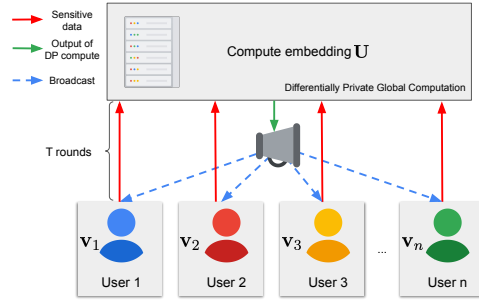 Sensitive
data
Output of
DP compute
Broadcast
Compute embedding U
Differentially Private Global Computation
T rounds
v₁ v₂ v₃ ... vₙ
User 1 User 2 User 3 User n